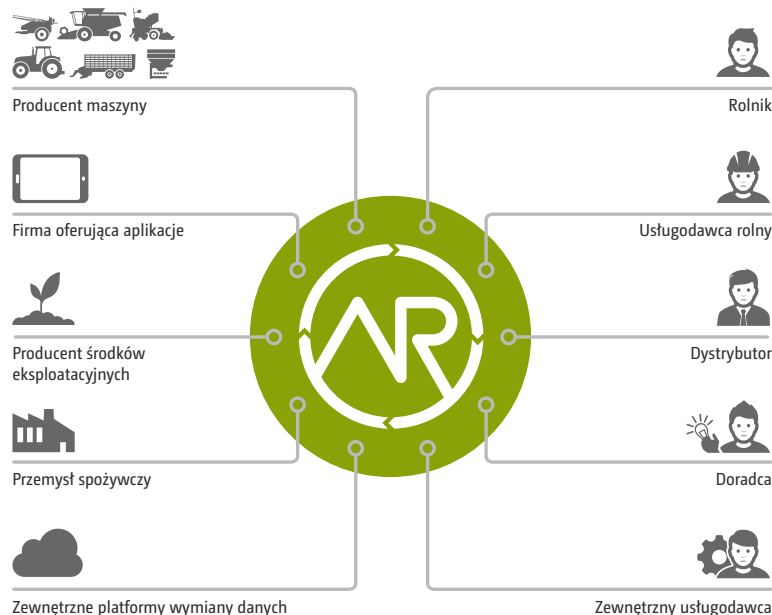 Producent maszyny
Rolnik
Firma oferująca aplikacje
Usługodawca rolny
AR
Producent środków
eksploatacyjnych
Dystrybutor
Przemysł spożywczy
Doradca
Zewnętrzne platformy wymiany danych
Zewnętrzny usługodawca